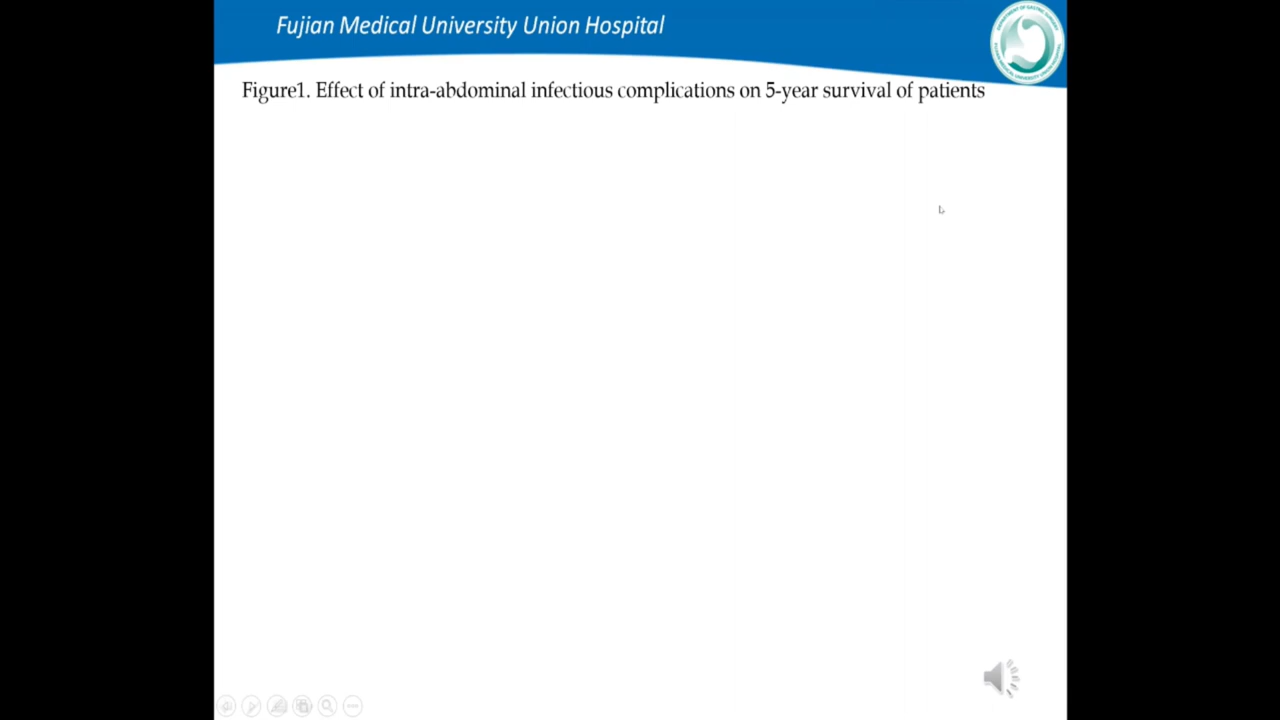 Fujian Medical University Union Hospital
Figure1. Effect of intra-abdominal infectious complications on 5-year survival of patients